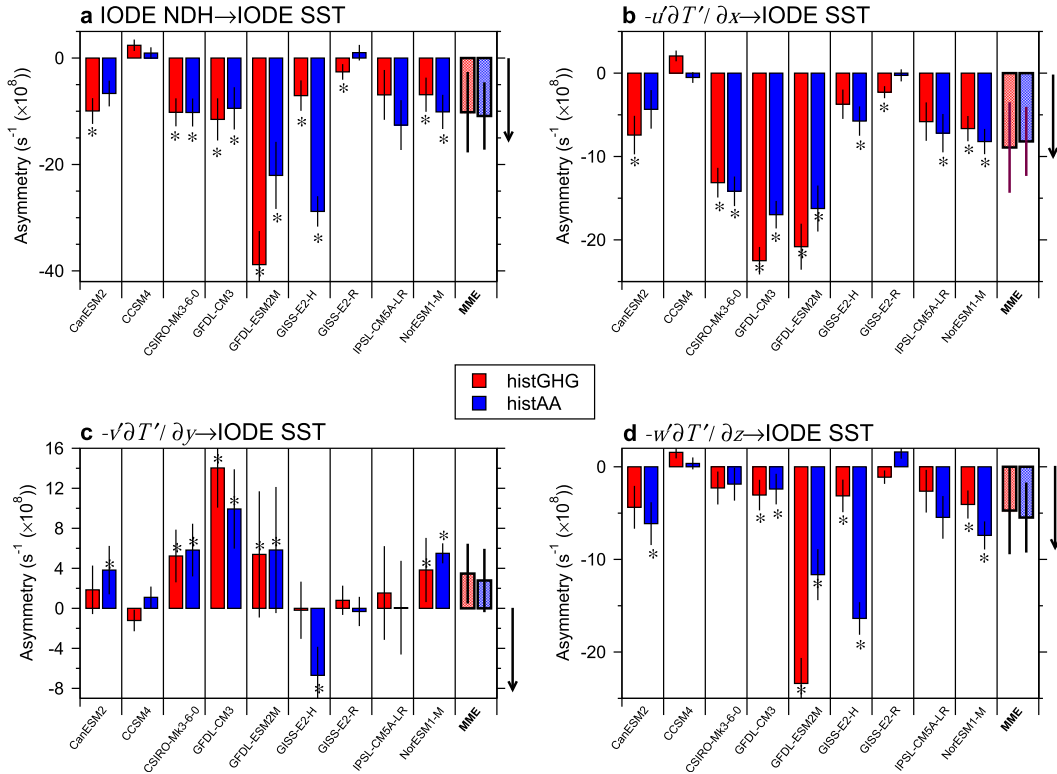 a IODE NDH→IODE SST
Asymmetry (s⁻¹ (×10⁸))
0
-20
-40
CanESM2
CCSM4
CSIRO-Mk3-6-0
GFDL-CM3
GFDL-ESM2M
GISS-E2-H
GISS-E2-R
IPSL-CM5A-LR
NorESM1-M
MME
b -u′∂T′/ ∂x→IODE SST
Asymmetry (s⁻¹ (×10⁸))
0
-10
-20
CanESM2
CCSM4
CSIRO-Mk3-6-0
GFDL-CM3
GFDL-ESM2M
GISS-E2-H
GISS-E2-R
IPSL-CM5A-LR
NorESM1-M
MME
histGHG
histAA
c -v′∂T′/ ∂y→IODE SST
Asymmetry (s⁻¹ (×10⁸))
16
12
8
4
0
-4
-8
CanESM2
CCSM4
CSIRO-Mk3-6-0
GFDL-CM3
GFDL-ESM2M
GISS-E2-H
GISS-E2-R
IPSL-CM5A-LR
NorESM1-M
MME
d -w′∂T′/ ∂z→IODE SST
Asymmetry (s⁻¹ (×10⁸))
0
-10
-20
CanESM2
CCSM4
CSIRO-Mk3-6-0
GFDL-CM3
GFDL-ESM2M
GISS-E2-H
GISS-E2-R
IPSL-CM5A-LR
NorESM1-M
MME